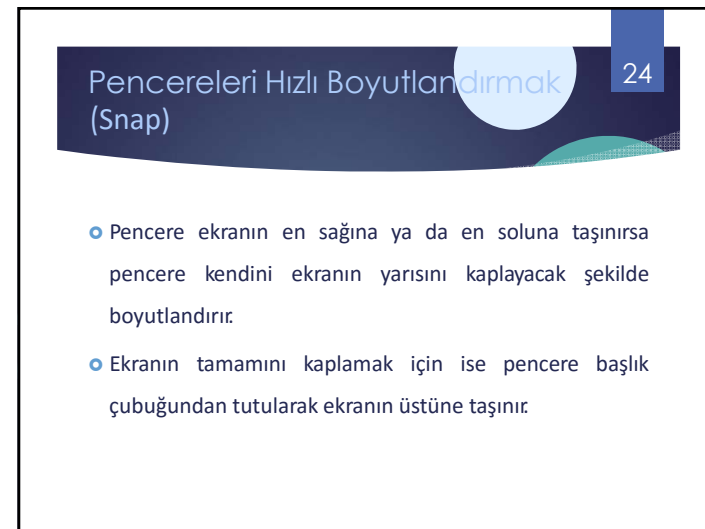 24
Pencereleri Hızlı Boyutlandırmak
(Snap)
Pencere ekranın en sağına ya da en soluna taşınırsa
pencere kendini ekranın yarısını kaplayacak şekilde
boyutlandırır.
Ekranın tamamını kaplamak için ise pencere başlık
çubuğundan tutularak ekranın üstüne taşınır.